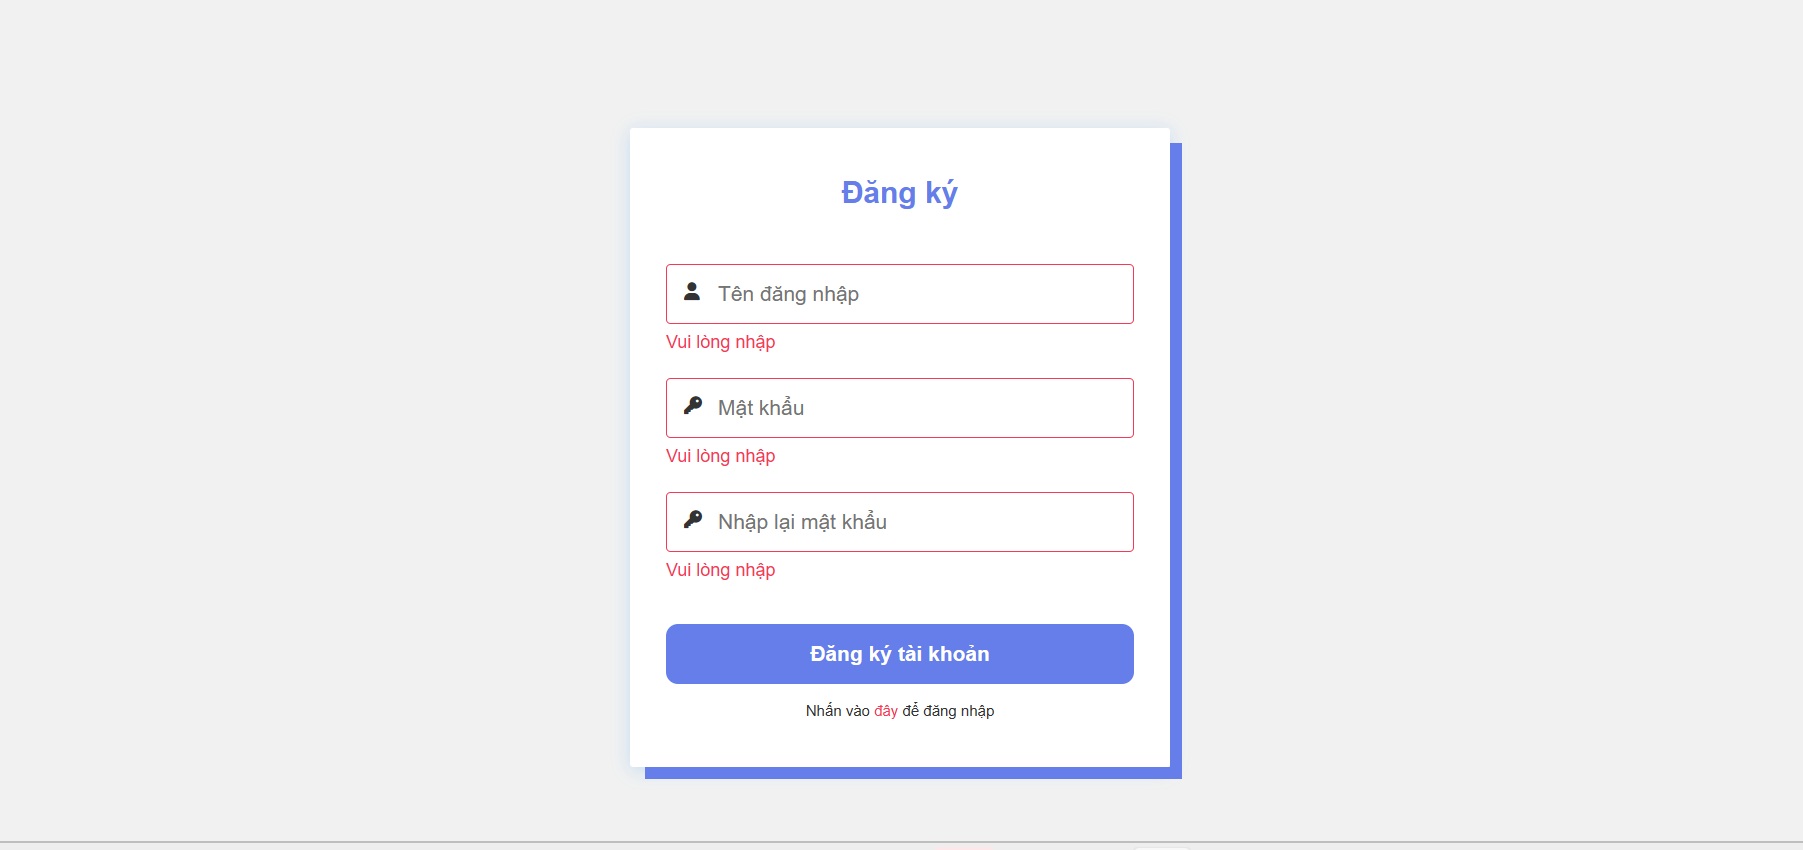 Đăng ký
Tên đăng nhập
Vui lòng nhập
Mật khẩu
Vui lòng nhập
Nhập lại mật khẩu
Vui lòng nhập
Đăng ký tài khoản
Nhấn vào đây để đăng nhập